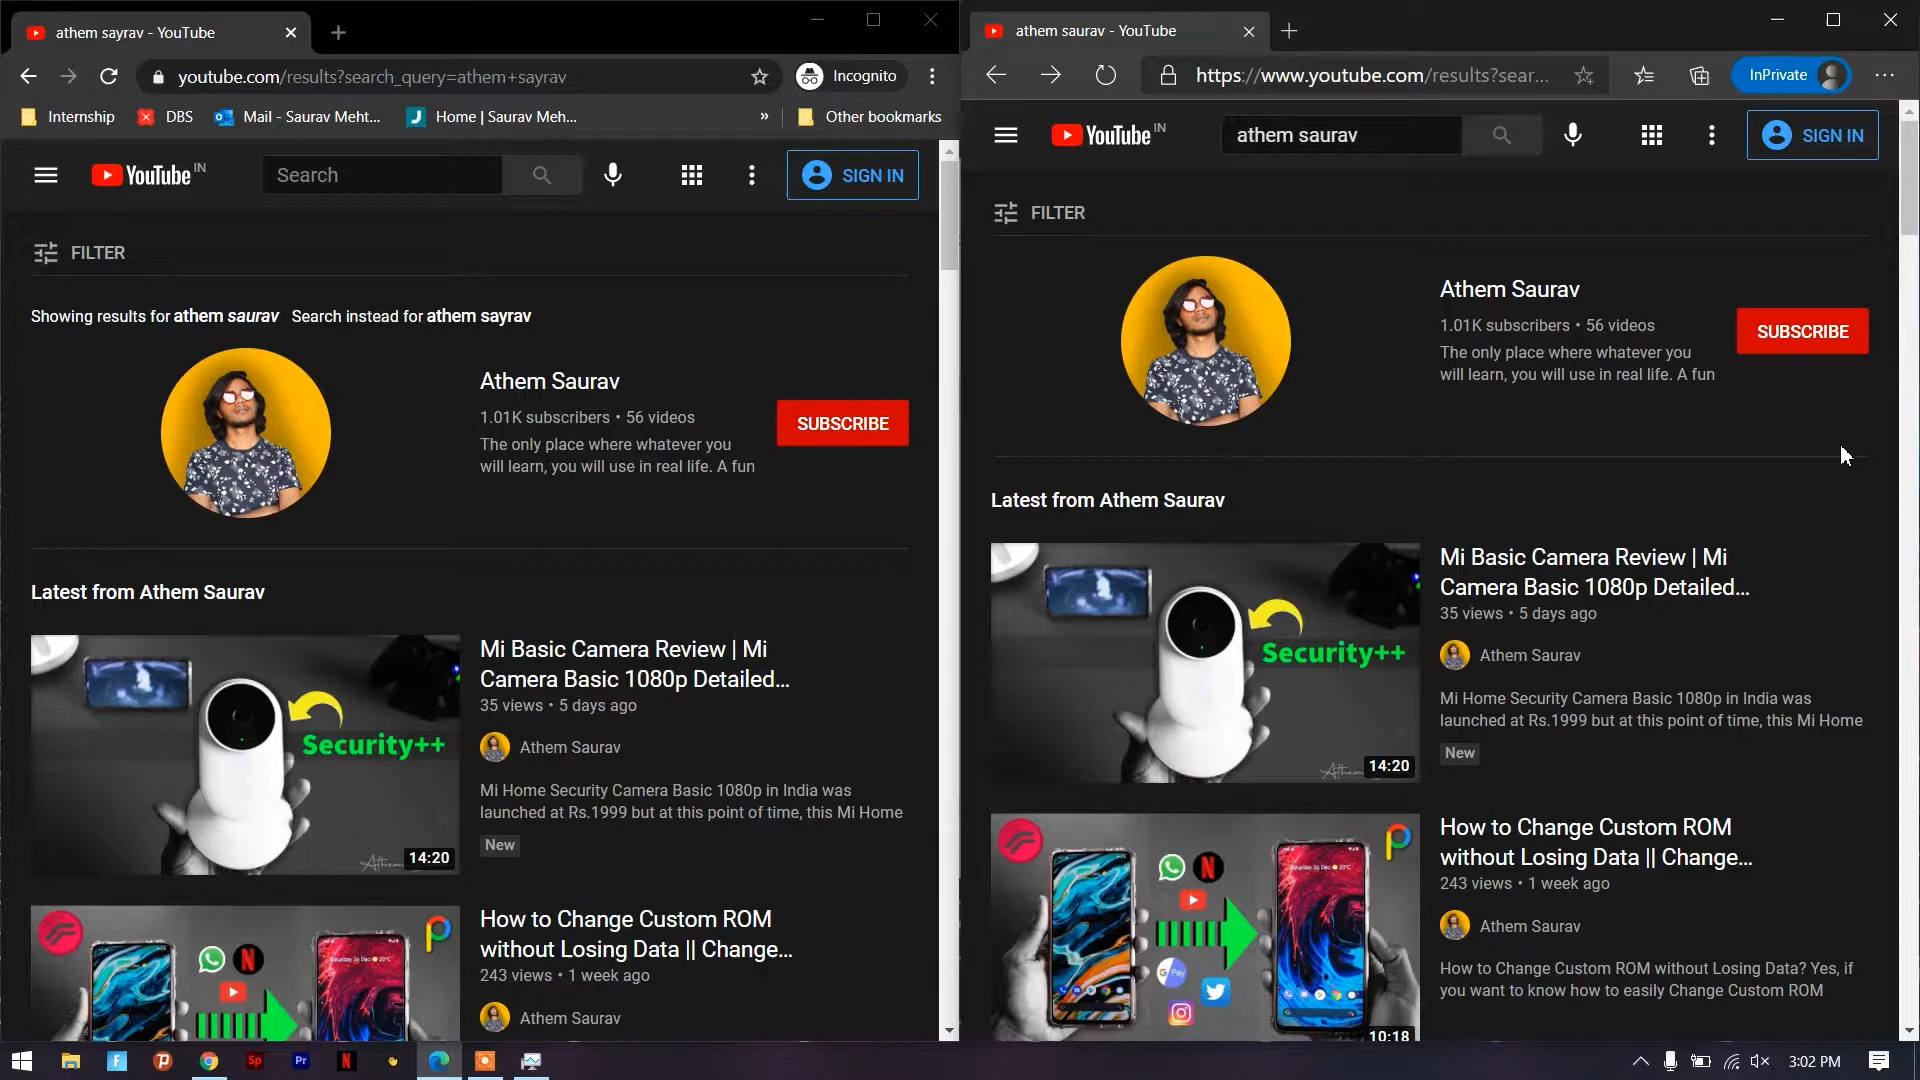 athem sayrav - YouTube
youtube.com/results?search_query=athem+sayrav
Incognito
Internship
DBS
Mail - Saurav Meht...
Home | Saurav Meh...
»
Other bookmarks
YouTube IN
Search
SIGN IN
FILTER
Showing results for athem saurav Search instead for athem sayrav
Athem Saurav
1.01K subscribers • 56 videos
The only place where whatever you
will learn, you will use in real life. A fun
SUBSCRIBE
Latest from Athem Saurav
Security++
14:20
Mi Basic Camera Review | Mi
Camera Basic 1080p Detailed...
35 views • 5 days ago
Athem Saurav
Mi Home Security Camera Basic 1080p in India was
launched at Rs.1999 but at this point of time, this Mi Home
New
How to Change Custom ROM
without Losing Data || Change...
243 views • 1 week ago
Athem Saurav
athem saurav - YouTube
https://www.youtube.com/results?sear...
InPrivate
YouTube IN
athem saurav
SIGN IN
FILTER
Athem Saurav
1.01K subscribers • 56 videos
The only place where whatever you
will learn, you will use in real life. A fun
SUBSCRIBE
Latest from Athem Saurav
Security++
14:20
Mi Basic Camera Review | Mi
Camera Basic 1080p Detailed...
35 views • 5 days ago
Athem Saurav
Mi Home Security Camera Basic 1080p in India was
launched at Rs.1999 but at this point of time, this Mi Home
New
G Pay
10:18
How to Change Custom ROM
without Losing Data || Change...
243 views • 1 week ago
Athem Saurav
How to Change Custom ROM without Losing Data? Yes, if
you want to know how to easily Change Custom ROM
Sp
Pr
3:02 PM